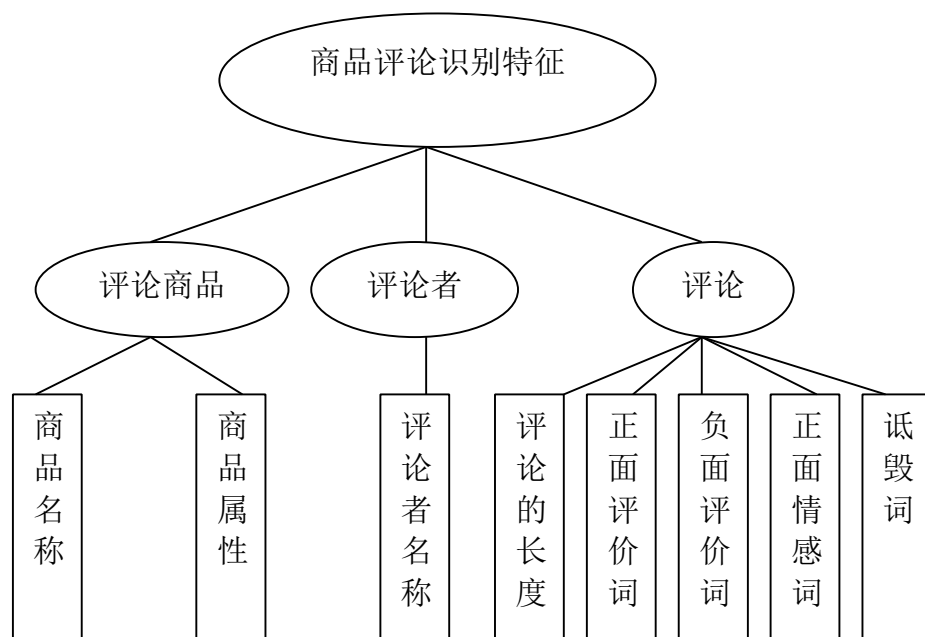 商品评论识别特征
评论商品
评论者
评论
商品名称
商品属性
评论者名称
评论的长度
正面评价词
负面评价词
正面情感词
诋毁词